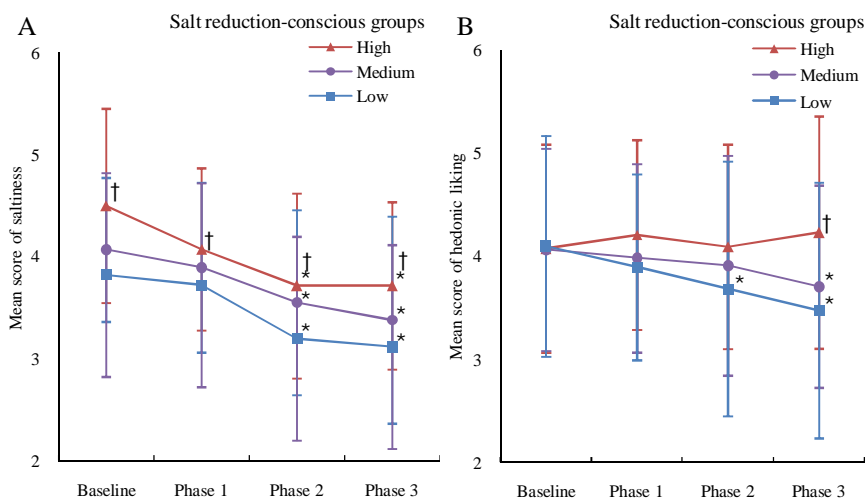 A
Salt reduction-conscious groups
High
Medium
Low
Mean score of saltiness
6
5
4
3
2
†
†
†
*
*
*
†
*
*
*
Baseline
Phase 1
Phase 2
Phase 3
B
Salt reduction-conscious groups
High
Medium
Low
Mean score of hedonic liking
6
5
4
3
2
*
†
*
*
Baseline
Phase 1
Phase 2
Phase 3